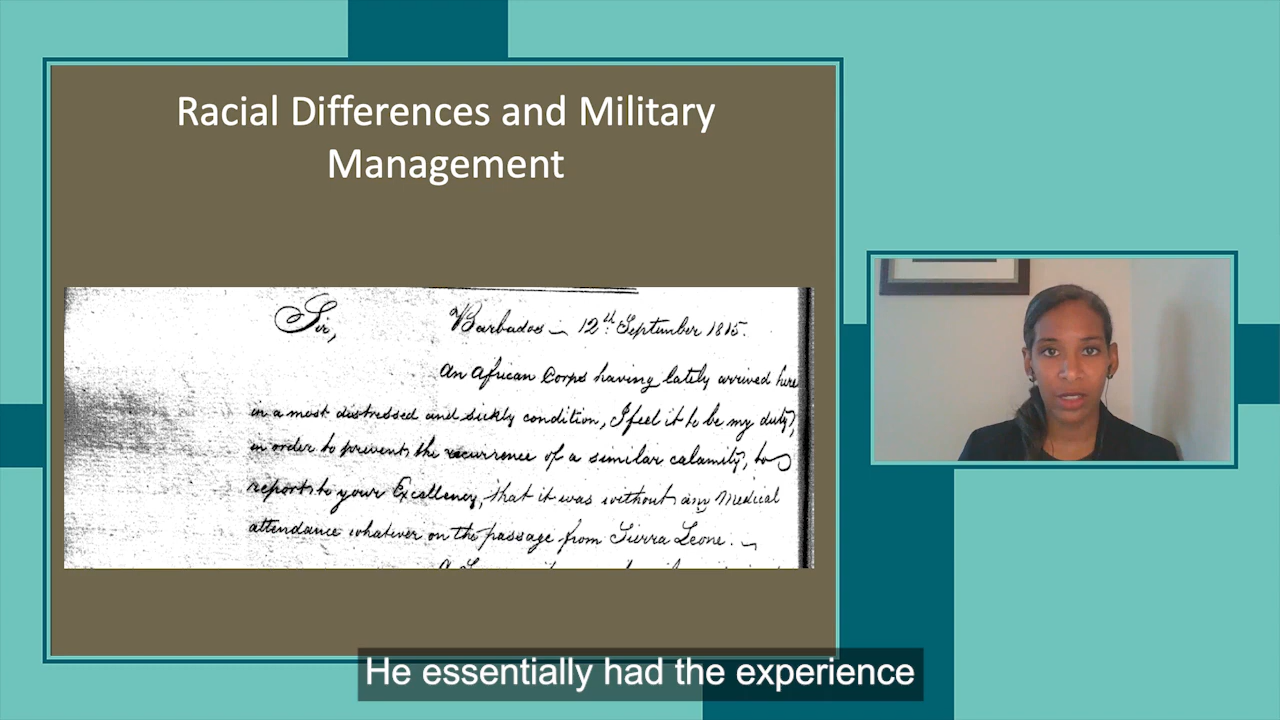 Racial Differences and Military
Management
Sir,
Barbados 12th September 1815.
An African Corps having lately arrived here
in a most distressed and sickly condition, I feel it to be my duty,
in order to prevent the recurrence of a similar calamity, to
report to your Excellency, that it was without any Medical
attendance whatever on the passage from Sierra Leone.
He essentially had the experience